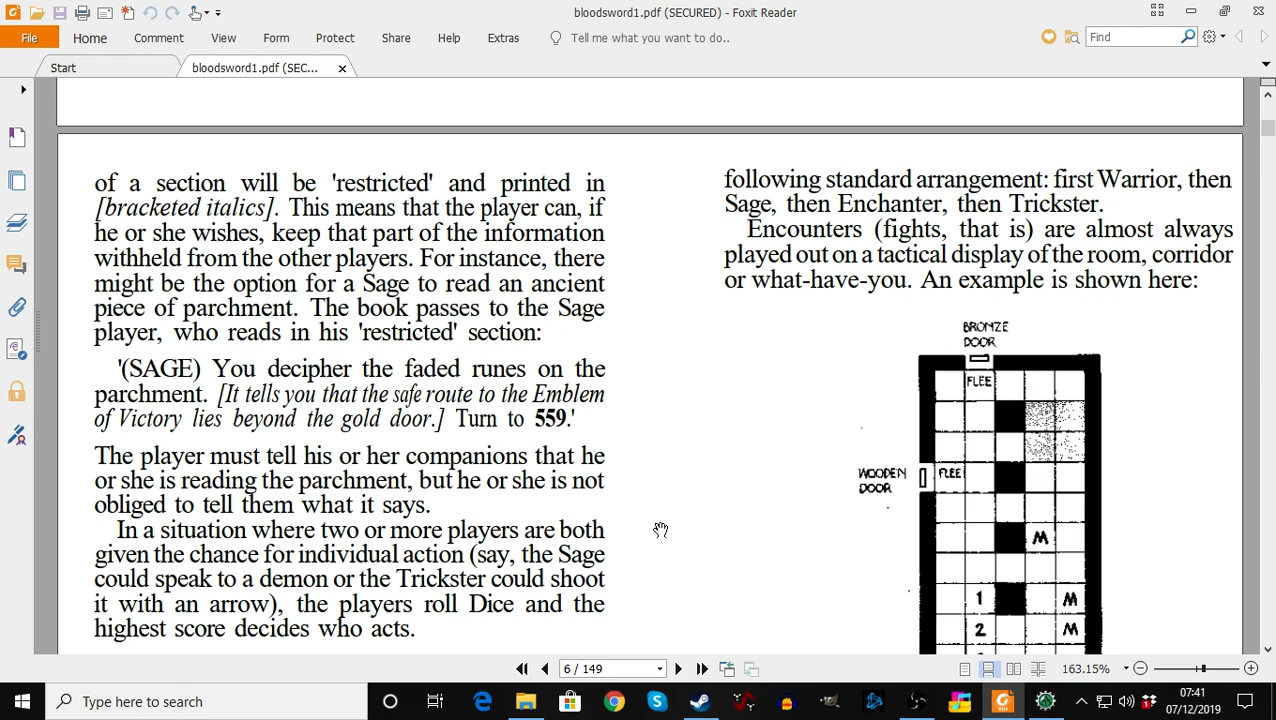 bloodsword1.pdf (SECURED) - Foxit Reader
File
Home
Comment
View
Form
Protect
Share
Help
Extras
Tell me what you want to do..
Find
Start
bloodsword1.pdf (SEC...
of a section will be 'restricted' and printed in
[bracketed italics]. This means that the player can, if
he or she wishes, keep that part of the information
withheld from the other players. For instance, there
might be the option for a Sage to read an ancient
piece of parchment. The book passes to the Sage
player, who reads in his 'restricted' section:
'(SAGE) You decipher the faded runes on the
parchment. [It tells you that the safe route to the Emblem
of Victory lies beyond the gold door.] Turn to 559.'
The player must tell his or her companions that he
or she is reading the parchment, but he or she is not
obliged to tell them what it says.
In a situation where two or more players are both
given the chance for individual action (say, the Sage
could speak to a demon or the Trickster could shoot
it with an arrow), the players roll Dice and the
highest score decides who acts.
following standard arrangement: first Warrior, then
Sage, then Enchanter, then Trickster.
Encounters (fights, that is) are almost always
played out on a tactical display of the room, corridor
or what-have-you. An example is shown here:
BRONZE
DOOR
FLEE
WOODEN
DOOR
FLEE
M
1
M
2
M
6 / 149
163.15%
Type here to search
07:41
07/12/2019